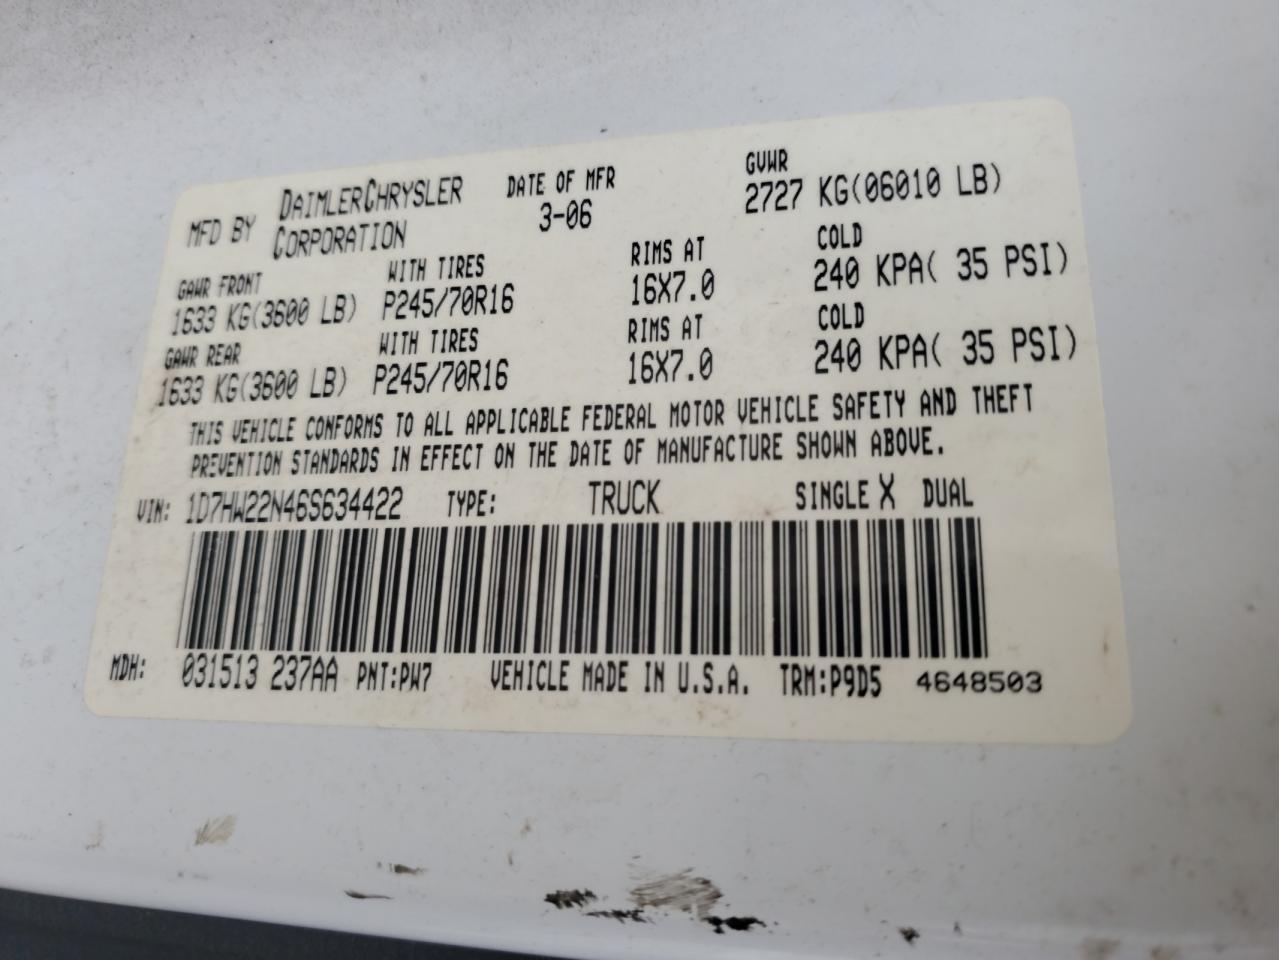 MFD BY DAIMLERCHRYSLER CORPORATION DATE OF MFR 3-06 GVWR 2727 KG(06010 LB)
GAWR FRONT WITH TIRES RIMS AT COLD
1633 KG(3600 LB) P245/70R16 16X7.0 240 KPA( 35 PSI)
GAWR REAR WITH TIRES RIMS AT COLD
1633 KG(3600 LB) P245/70R16 16X7.0 240 KPA( 35 PSI)
THIS VEHICLE CONFORMS TO ALL APPLICABLE FEDERAL MOTOR VEHICLE SAFETY AND THEFT
PREVENTION STANDARDS IN EFFECT ON THE DATE OF MANUFACTURE SHOWN ABOVE.
VIN: 1D7HW22N46S634422 TYPE: TRUCK SINGLE X DUAL
MDH: 031513 237AA PNT:PW7 VEHICLE MADE IN U.S.A. TRM:P9D5 4648503